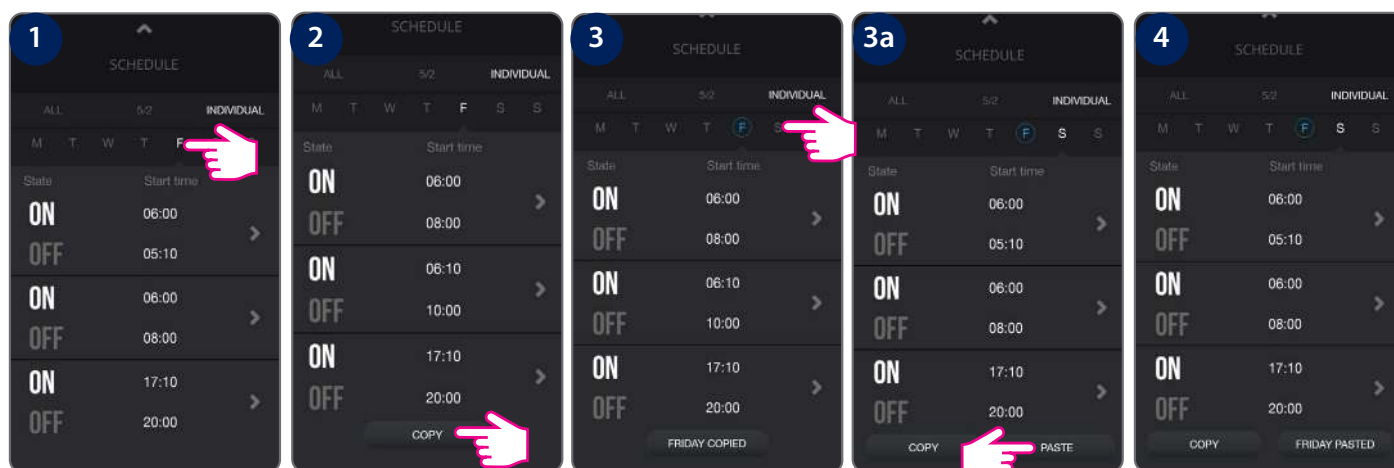 1
SCHEDULE
ALL 5/2 INDIVIDUAL
M T W T F
State Start time
ON 06:00
OFF 05:10
ON 06:00
OFF 08:00
ON 17:10
OFF 20:00
2
SCHEDULE
ALL 5/2 INDIVIDUAL
M T W T F S S
State Start time
ON 06:00
OFF 08:00
ON 06:10
OFF 10:00
ON 17:10
OFF 20:00
COPY
3
SCHEDULE
ALL 5/2 INDIVIDUAL
M T W T F S
State Start time
ON 06:00
OFF 08:00
ON 06:10
OFF 10:00
ON 17:10
OFF 20:00
FRIDAY COPIED
3a
SCHEDULE
ALL 5/2 INDIVIDUAL
M T W T F S S
State Start time
ON 06:00
OFF 05:10
ON 06:00
OFF 08:00
ON 17:10
OFF 20:00
COPY PASTE
4
SCHEDULE
ALL 5/2 INDIVIDUAL
M T W T F S S
State Start time
ON 06:00
OFF 05:10
ON 06:00
OFF 08:00
ON 17:10
OFF 20:00
COPY FRIDAY PASTED